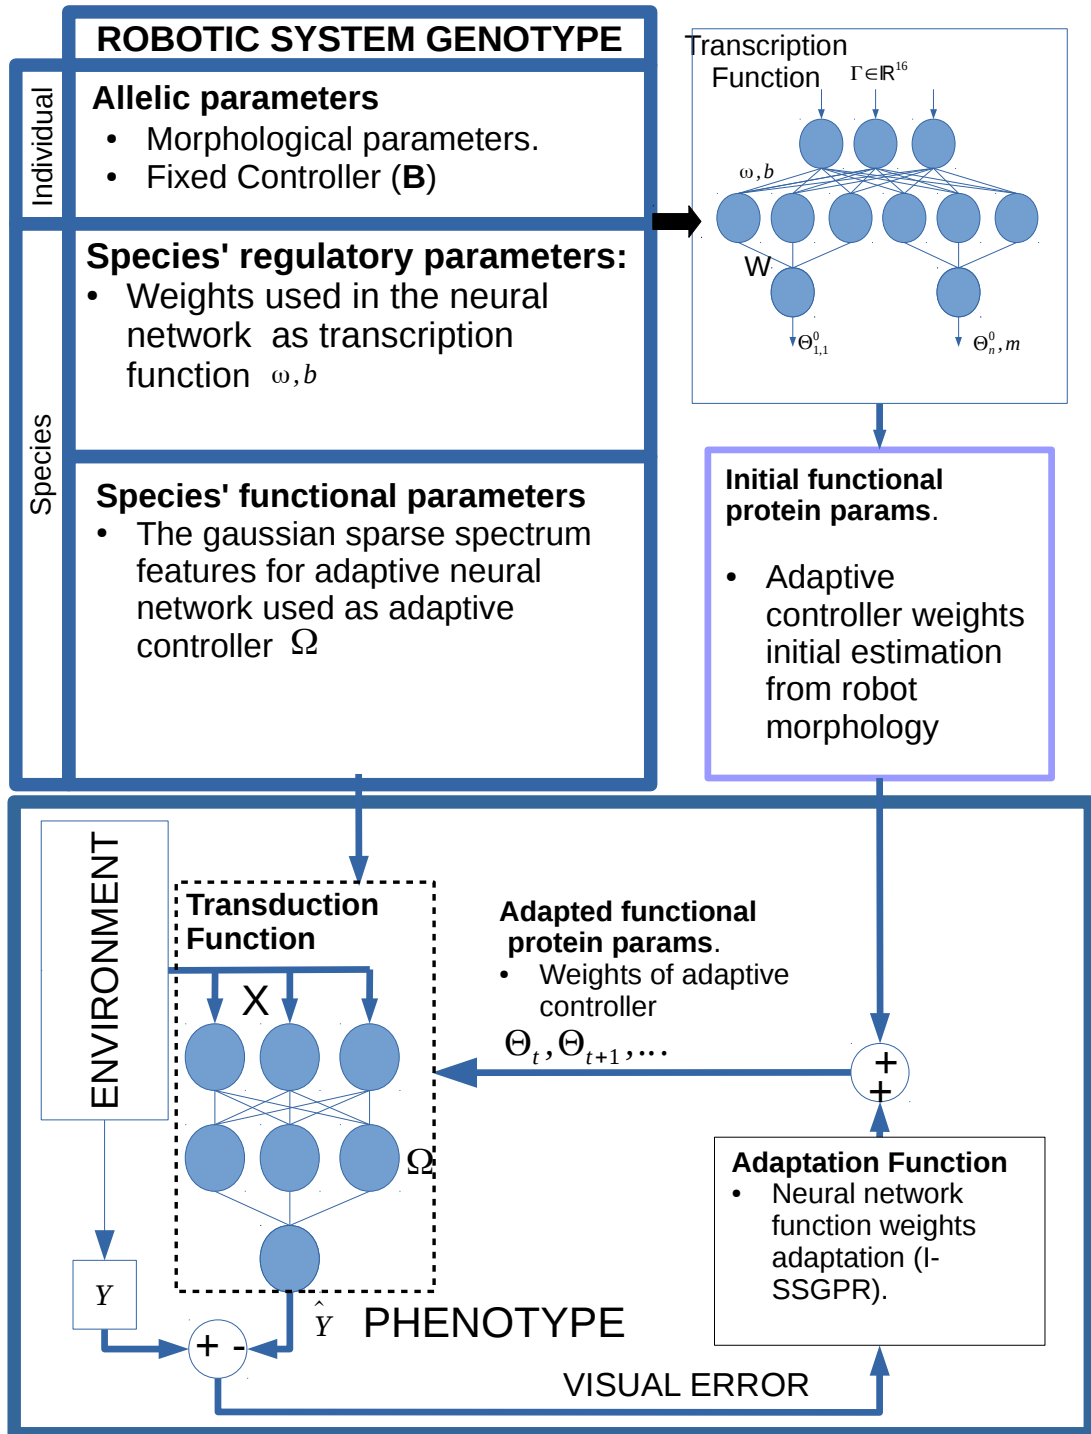 ROBOTIC SYSTEM GENOTYPE
Individual
Allelic parameters
• Morphological parameters.
• Fixed Controller (B)
Species
Species' regulatory parameters:
• Weights used in the neural
network as transcription
function ω,b
Species' functional parameters
• The gaussian sparse spectrum
features for adaptive neural
network used as adaptive
controller Ω
Transcription
Function
Γ∈ℝ¹⁶
ω,b
W
Θ⁰₁,₁
Θ⁰ₙ,m
Initial functional
protein params.
• Adaptive
controller weights
initial estimation
from robot
morphology
ENVIRONMENT
Transduction
Function
X
Ω
Adapted functional
protein params.
• Weights of adaptive
controller
Θₜ,Θₜ₊₁,...
+
+
Adaptation Function
• Neural network
function weights
adaptation (I-
SSGPR).
Y
Ŷ
PHENOTYPE
+ -
VISUAL ERROR